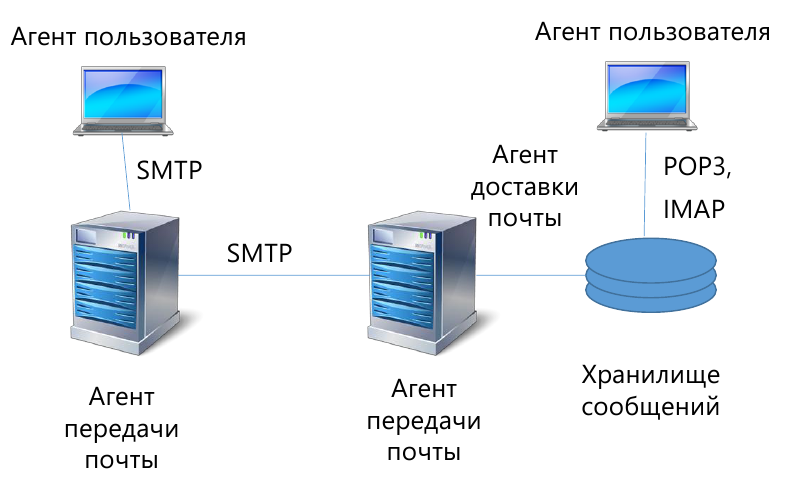 Агент пользователя
Агент пользователя
SMTP
Агент
доставки
почты
POP3,
IMAP
SMTP
Агент
передачи
почты
Агент
передачи
почты
Хранилище
сообщений